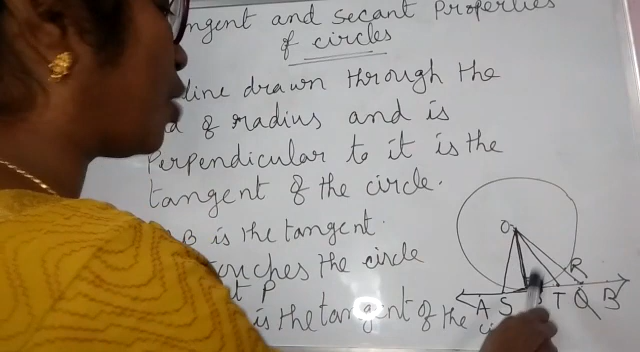 ngent and secant Properties
of circles
line drawn through the
of radius and is
Perpendicular to it is the
tangent of the circle.
B is the tangent.
touches the circle
t P
is the tangent of the
O
R
A S T Q B